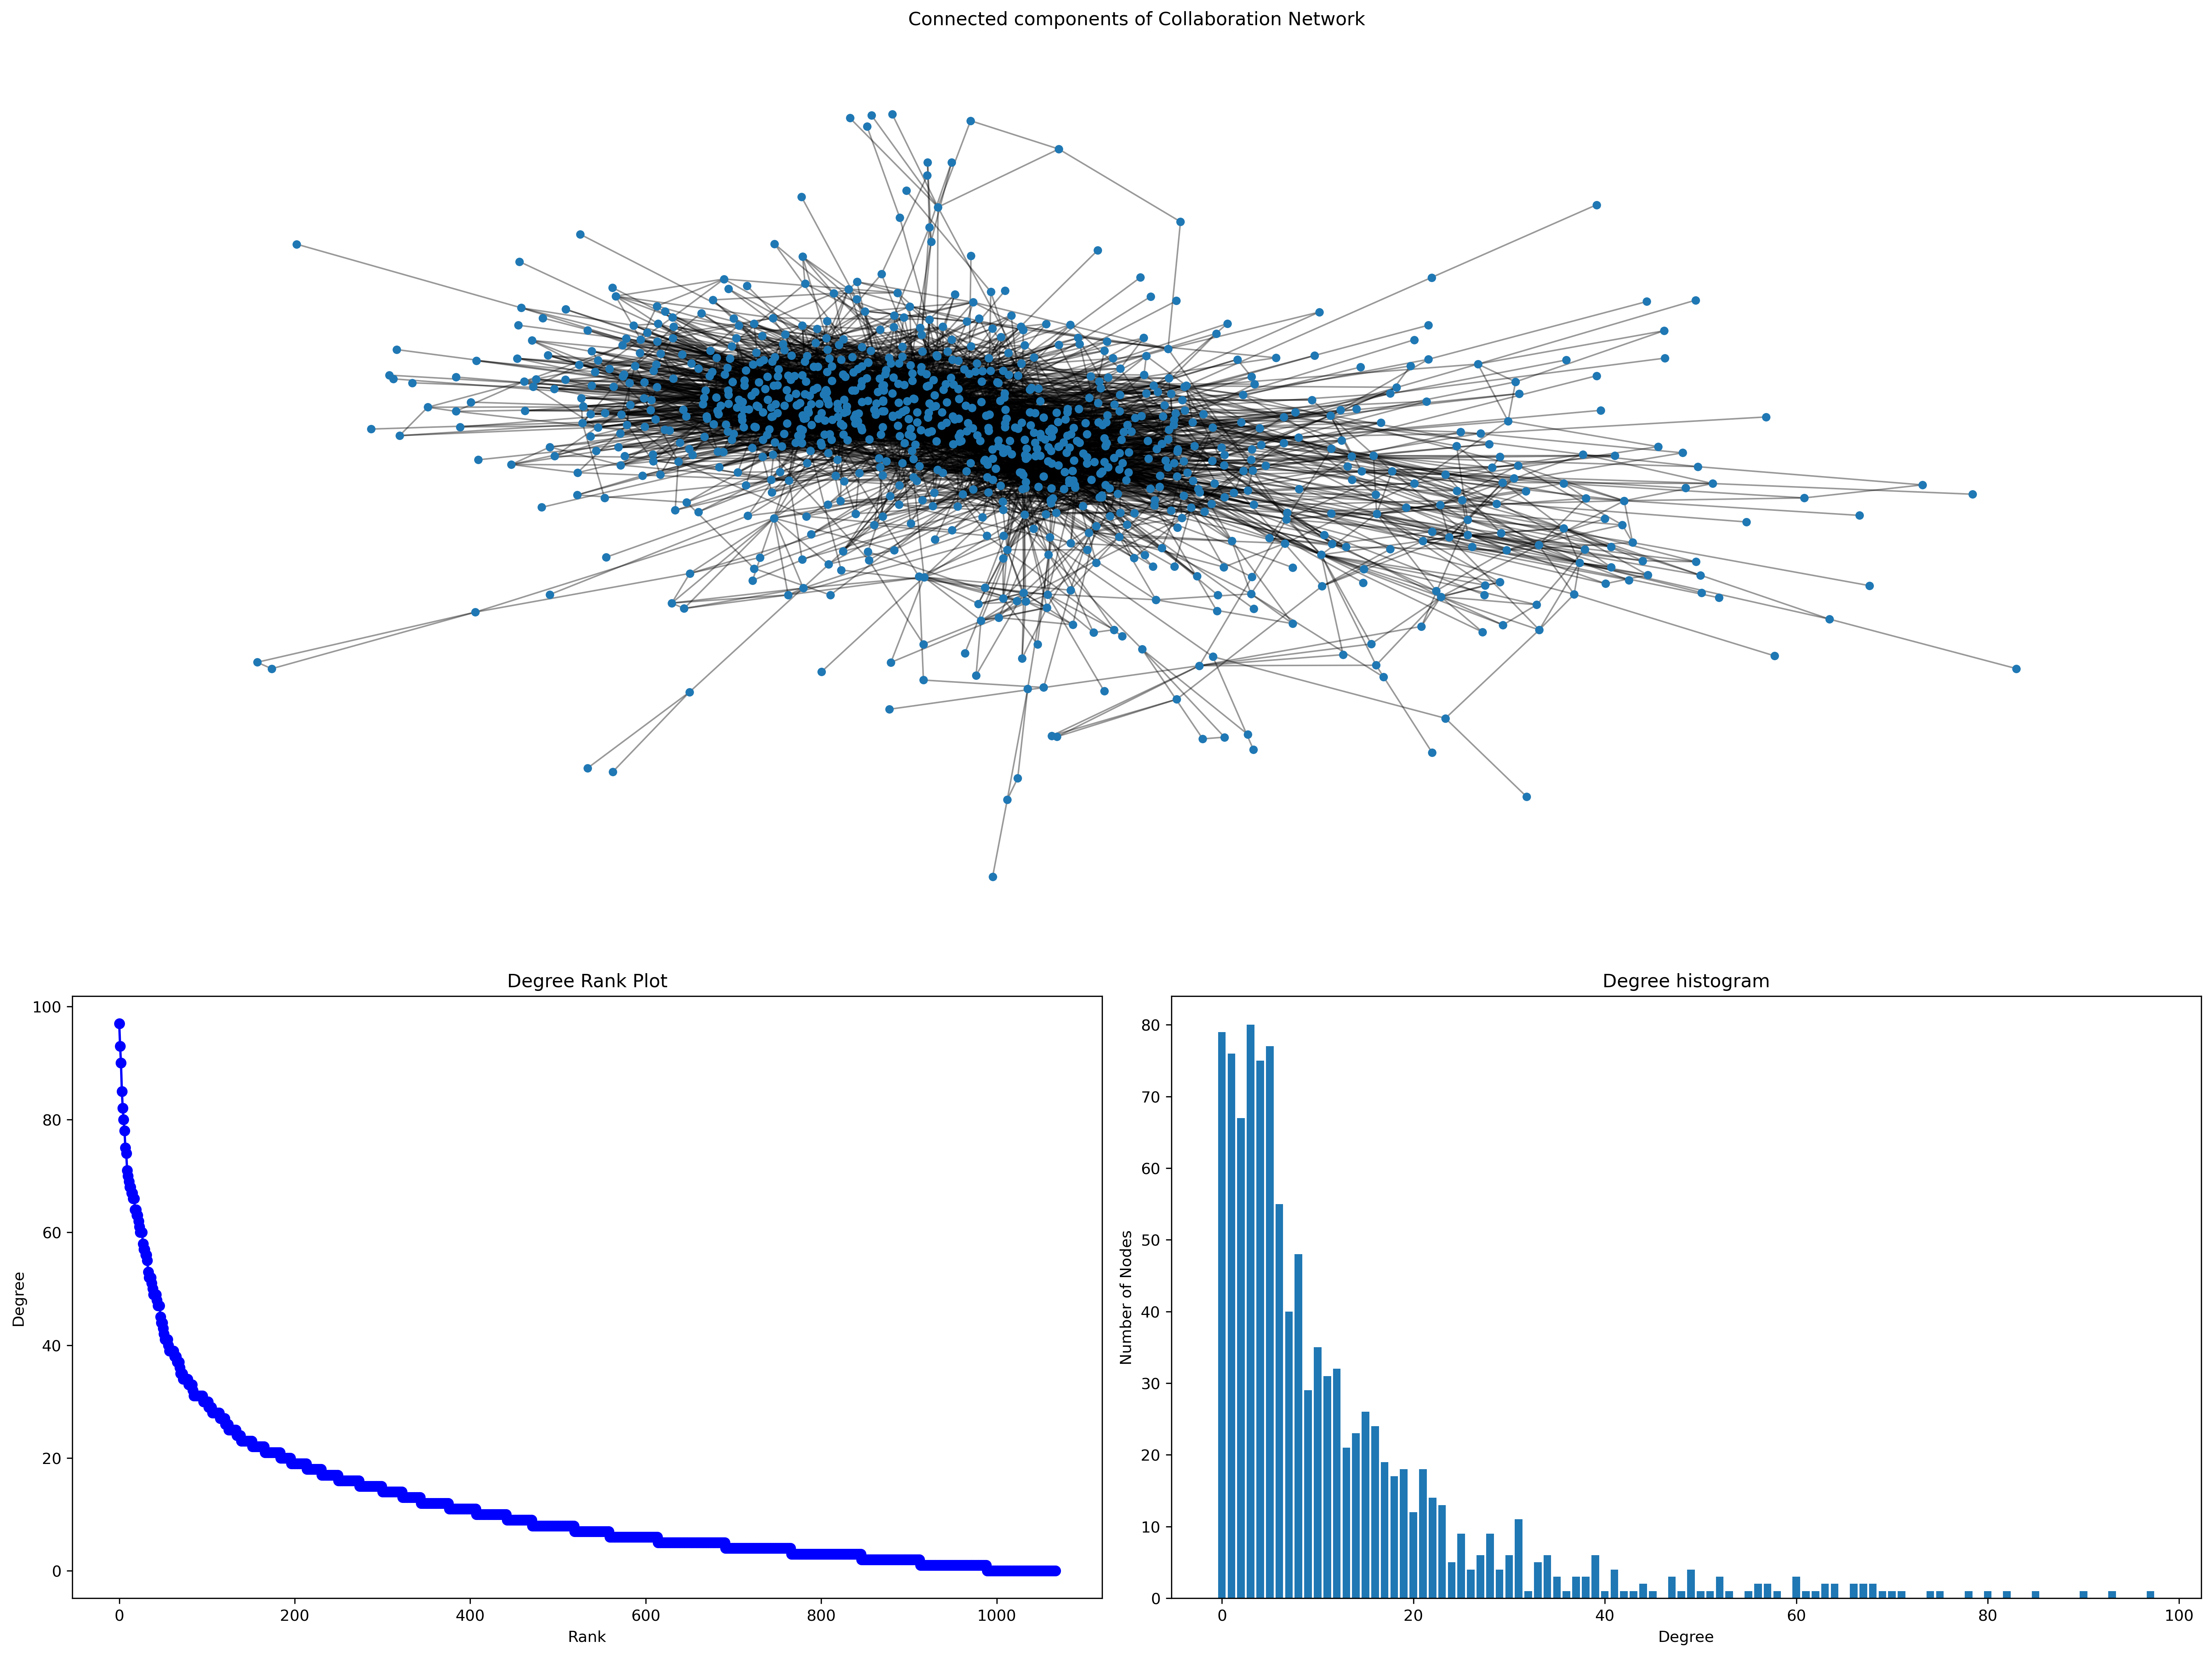 Connected components of Collaboration Network
Degree Rank Plot
100
80
60
40
20
0
Degree
0 200 400 600 800 1000
Rank
Degree histogram
80
70
60
50
40
30
20
10
0
Number of Nodes
0 20 40 60 80 100
Degree